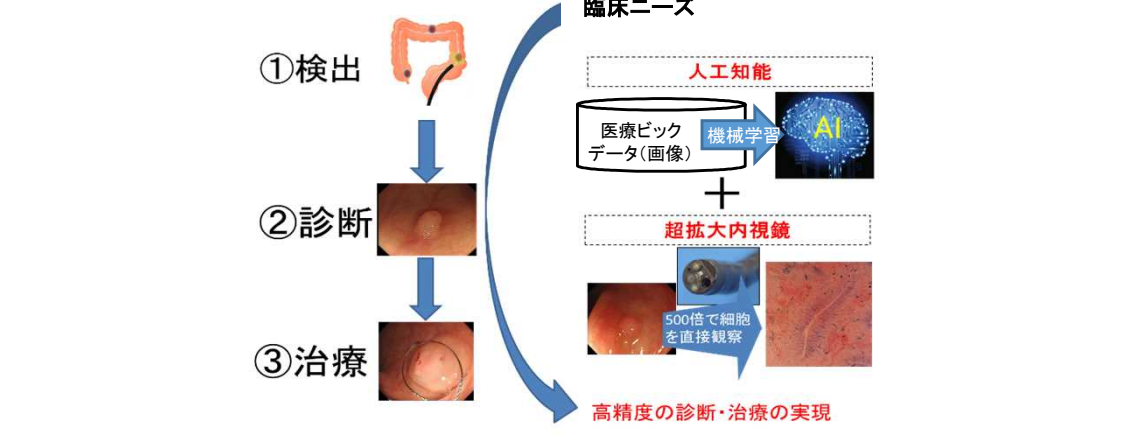 臨床ニーズ
①検出
②診断
③治療
人工知能
医療ビック
データ(画像)
機械学習
AI
+
超拡大内視鏡
500倍で細胞
を直接観察
高精度の診断・治療の実現